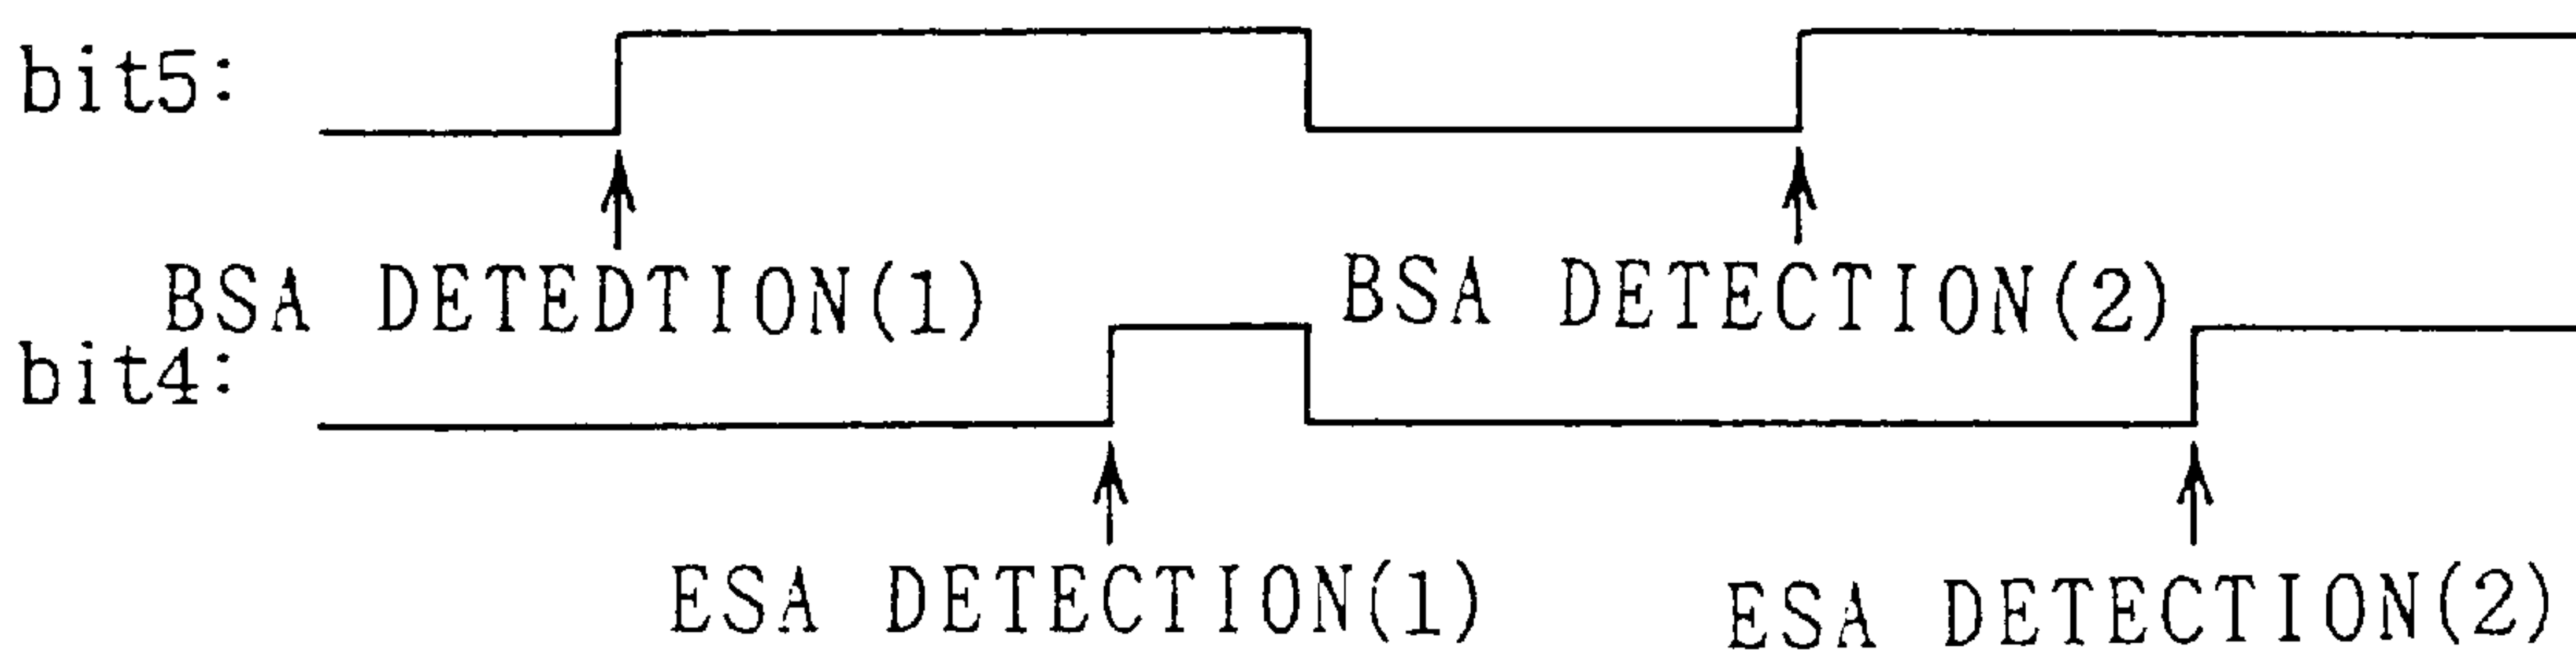 bit5:
BSA DETEDTION(1)
BSA DETECTION(2)
bit4:
ESA DETECTION(1)
ESA DETECTION(2)